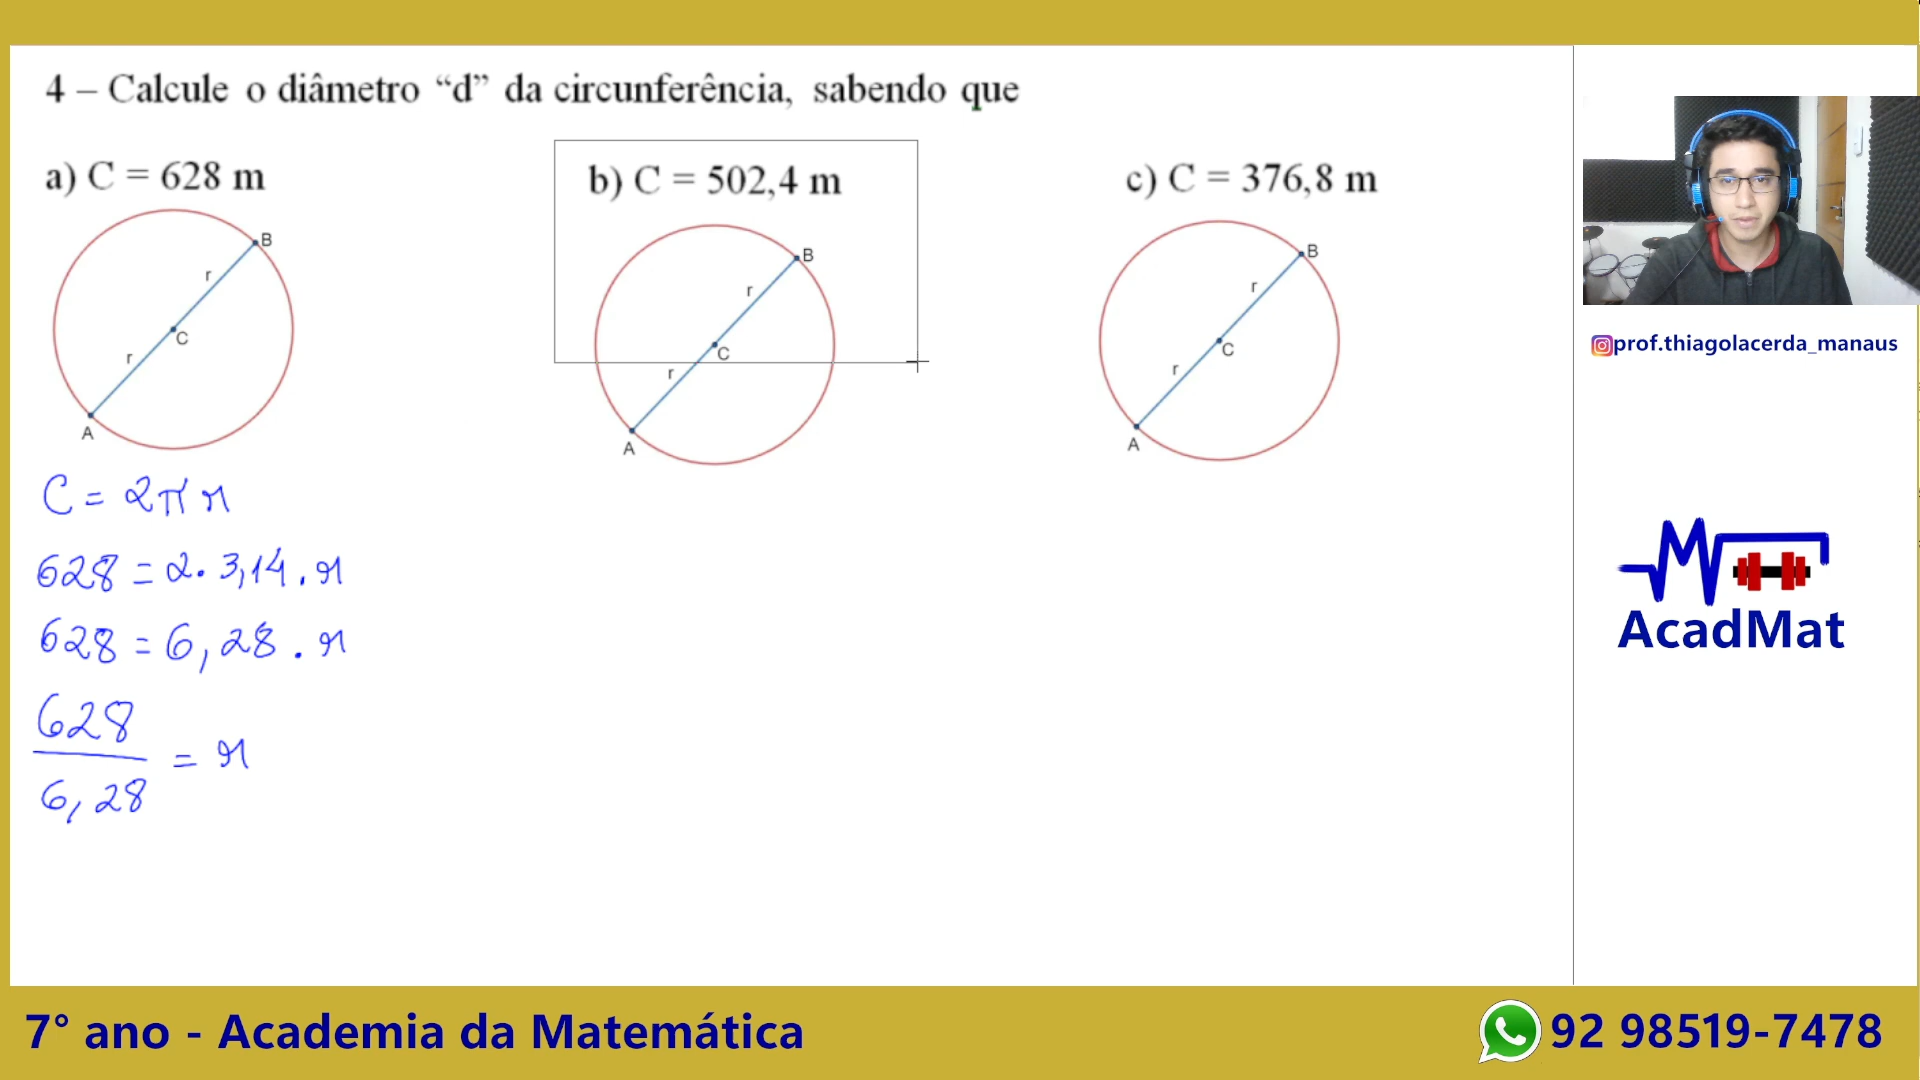 4 – Calcule o diâmetro “d” da circunferência, sabendo que
a) C = 628 m
b) C = 502,4 m
c) C = 376,8 m
B
r
C
r
A
B
r
C
r
A
B
r
C
r
A
C = 2π r
628 = 2. 3,14 . r
628 = 6,28 . r
628
6,28
= r
prof.thiagolacerda_manaus
AcadMat
7° ano - Academia da Matemática
92 98519-7478